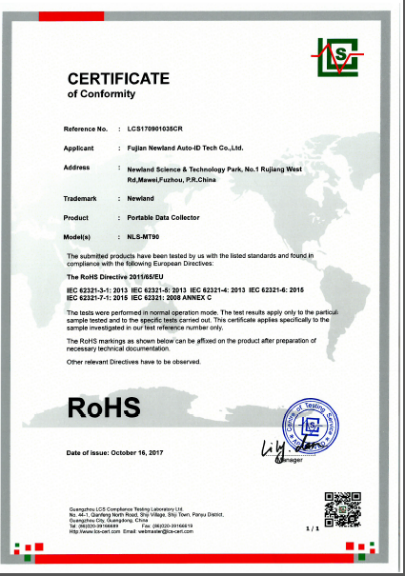 LCS
CERTIFICATE
of Conformity
Reference No. : LCS170901035CR
Applicant : Fujian Newland Auto-ID Tech Co.,Ltd.
Address : Newland Science & Technology Park, No.1 Rujiang West
Rd,Mawei,Fuzhou, P.R.China
Trademark : Newland
Product : Portable Data Collector
Model(s) : NLS-MT90
The submitted products have been tested by us with the listed standards and found in
compliance with the following European Directives:
The RoHS Directive 2011/65/EU
IEC 62321-3-1: 2013 IEC 62321-5: 2013 IEC 62321-4: 2013 IEC 62321-6: 2015
IEC 62321-7-1: 2015 IEC 62321: 2008 ANNEX C
The tests were performed in normal operation mode. The test results apply only to the particul
sample tested and to the specific tests carried out. This certificate applies specifically to the
sample investigated in our test reference number only.
The RoHS markings as shown below can be affixed on the product after preparation of
necessary technical documentation.
Other relevant Directives have to be observed.
RoHS
Centre of Testing Service
LCS
Manager
Date of issue: October 16, 2017
Guangzhou LCS Compliance Testing Laboratory Ltd.
No. 44-1, Qianfeng North Road, Shiji Village, Shiji Town, Panyu District,
Guangzhou City, Guangdong, China
Tel: (86)020-39166689 Fax: (86)020-39166619
Http://www.lcs-cert.com Email: webmaster@lcs-cert.com
1 / 1